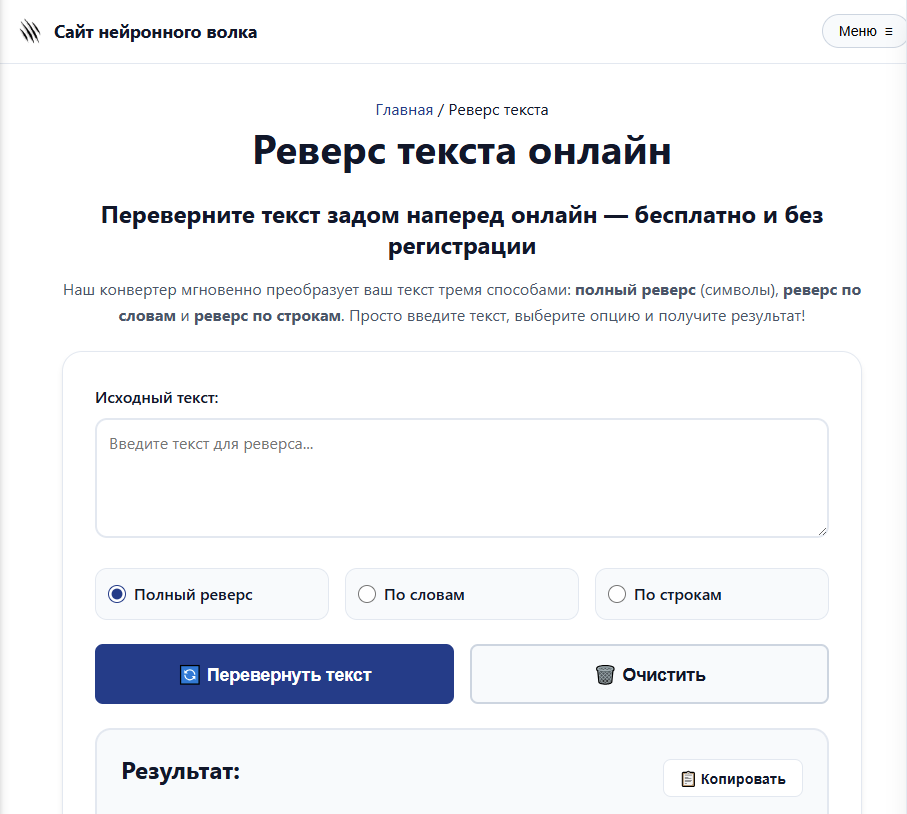 Сайт нейронного волка
Меню ≡
Главная / Реверс текста
Реверс текста онлайн
Переверните текст задом наперед онлайн — бесплатно и без
регистрации
Наш конвертер мгновенно преобразует ваш текст тремя способами: полный реверс (символы), реверс по
словам и реверс по строкам. Просто введите текст, выберите опцию и получите результат!
Исходный текст:
Введите текст для реверса...
Полный реверс
По словам
По строкам
🔄 Перевернуть текст
🗑️ Очистить
Результат:
📋 Копировать